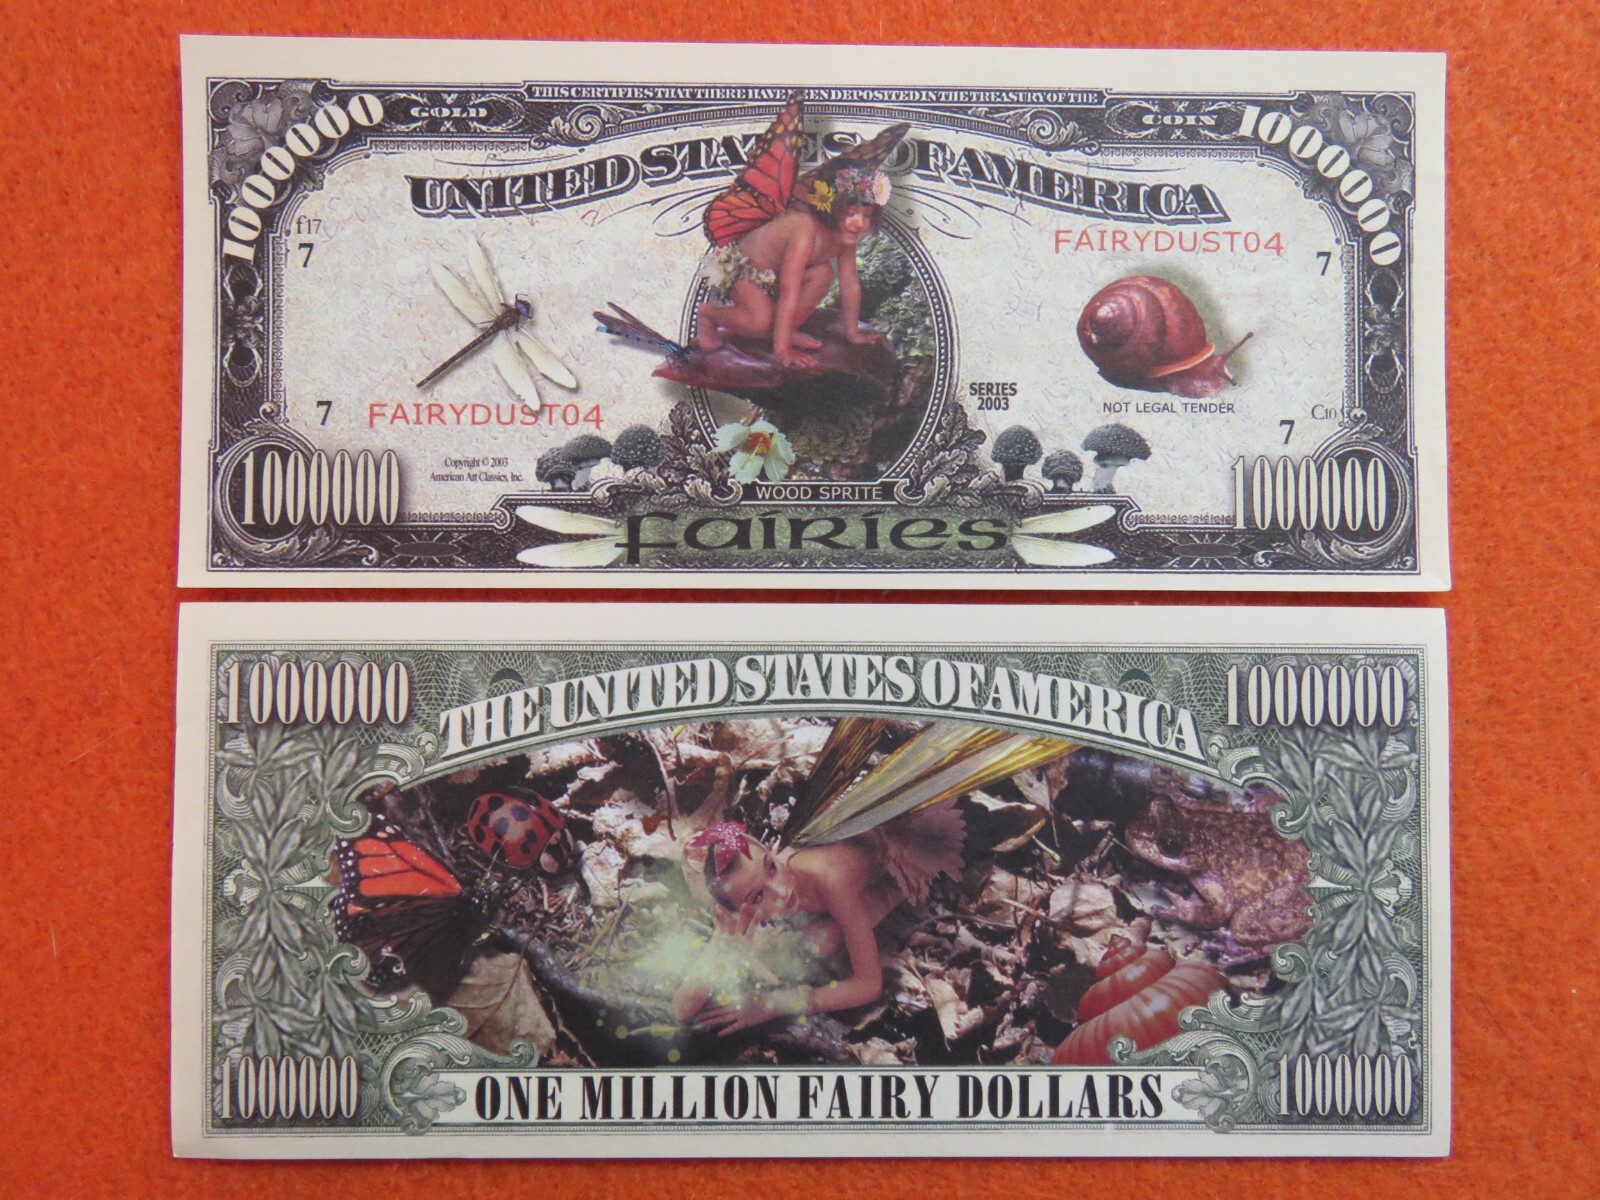 THIS CERTIFIES THAT THERE HAVE BEEN DEPOSITED IN THE TREASURY OF THE
1000000 GOLD COIN 1000000
UNITED STATES OF AMERICA
f17
7
FAIRYDUST04
7
7 FAIRYDUST04
SERIES
2003
NOT LEGAL TENDER
C10
7
Copyright © 2003
American Art Classics, Inc.
1000000 1000000
WOOD SPRITE
fairies
1000000 1000000
THE UNITED STATES OF AMERICA
1000000 1000000
ONE MILLION FAIRY DOLLARS